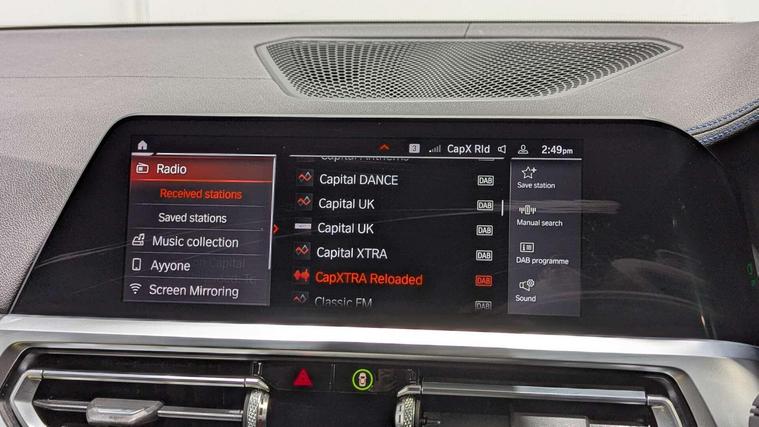 3 CapX Rld 2:49pm
Radio
Received stations
Saved stations
Music collection
Ayyone
Screen Mirroring
Capital Anthems
Capital DANCE DAB
Capital UK DAB
Capital UK DAB
Capital XTRA DAB
CapXTRA Reloaded DAB
Classic FM DAB
Save station
Manual search
DAB programme
Sound